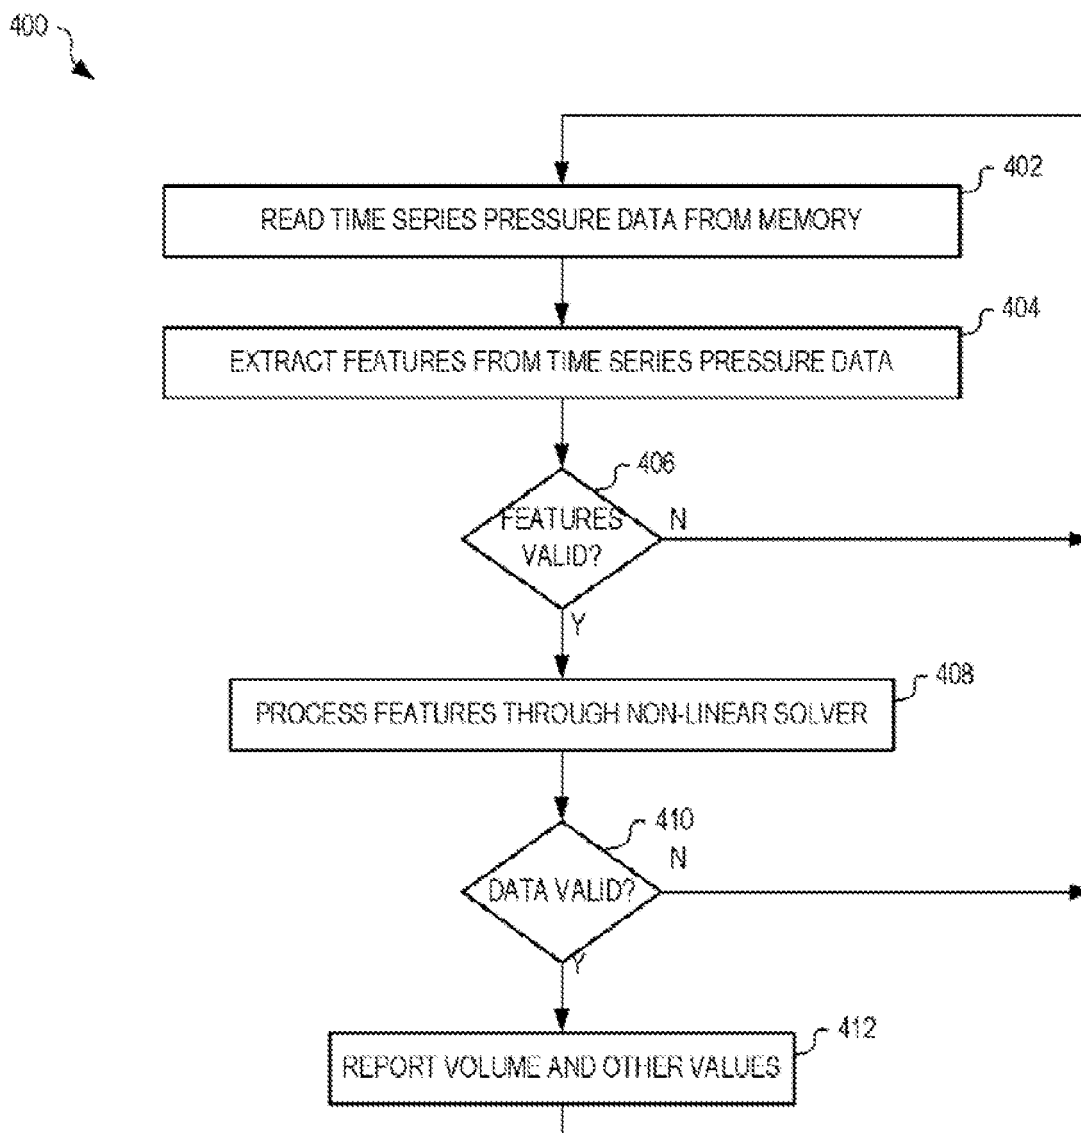 400
402
READ TIME SERIES PRESSURE DATA FROM MEMORY
404
EXTRACT FEATURES FROM TIME SERIES PRESSURE DATA
406
FEATURES
VALID?
N
Y
408
PROCESS FEATURES THROUGH NON-LINEAR SOLVER
410
DATA VALID?
N
Y
412
REPORT VOLUME AND OTHER VALUES